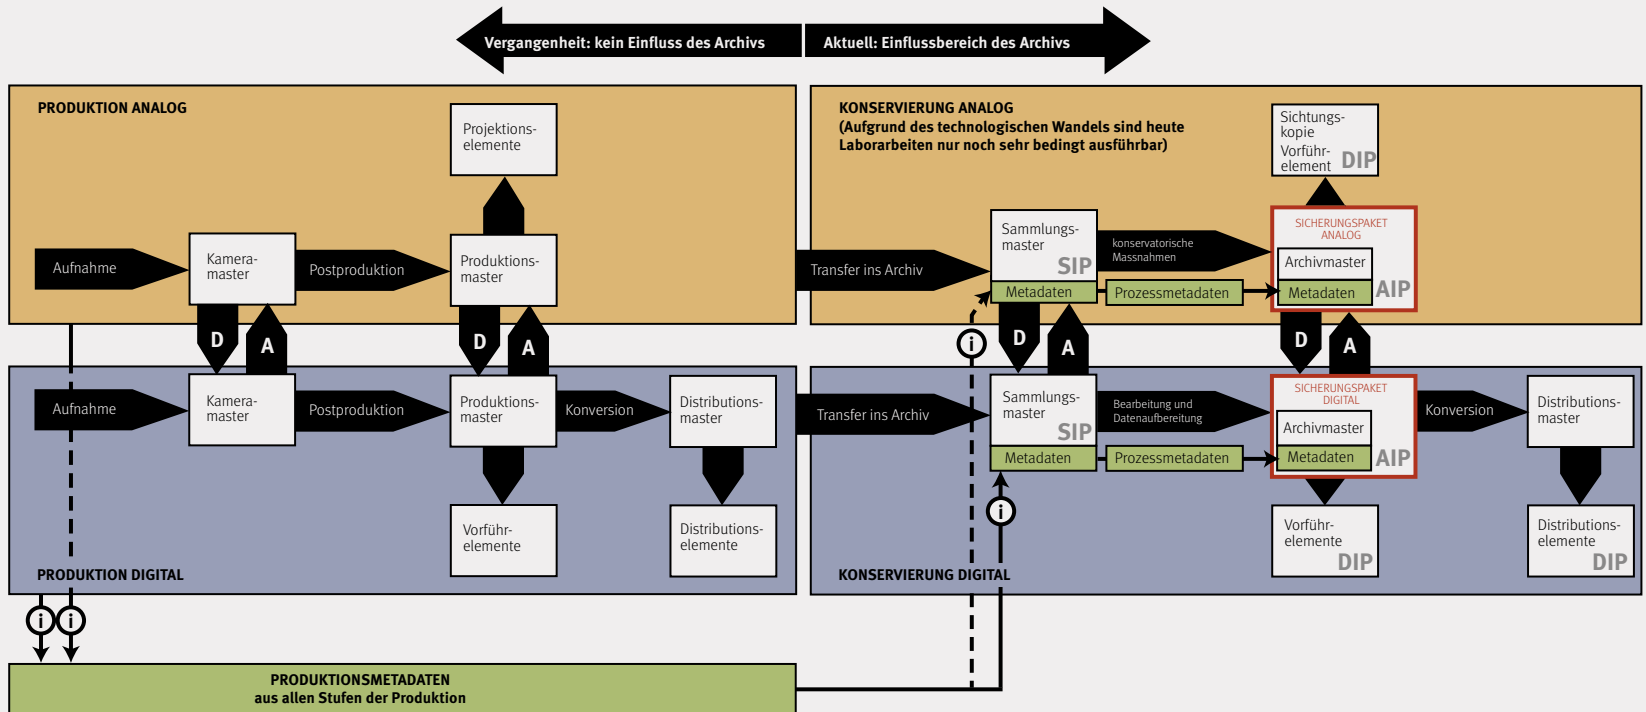 Vergangenheit: kein Einfluss des Archivs
Aktuell: Einflussbereich des Archivs
PRODUKTION ANALOG
Projektions-
elemente
Aufnahme
Kamera-
master
Postproduktion
Produktions-
master
D
A
D
A
Aufnahme
Kamera-
master
Postproduktion
Produktions-
master
Konversion
Distributions-
master
Vorführ-
elemente
Distributions-
elemente
PRODUKTION DIGITAL
i
i
PRODUKTIONSMETADATEN
aus allen Stufen der Produktion
KONSERVIERUNG ANALOG
(Aufgrund des technologischen Wandels sind heute
Laborarbeiten nur noch sehr bedingt ausführbar)
Sichtungs-
kopie
Vorführ-
element
DIP
Transfer ins Archiv
Sammlungs-
master
SIP
Metadaten
konservatorische
Massnahmen
Prozessmetadaten
SICHERUNGSPAKET
ANALOG
Archivmaster
Metadaten
AIP
i
D
A
D
A
Transfer ins Archiv
Sammlungs-
master
SIP
Metadaten
Bearbeitung und
Datenaufbereitung
Prozessmetadaten
SICHERUNGSPAKET
DIGITAL
Archivmaster
Metadaten
AIP
Konversion
Distributions-
master
i
Vorführ-
elemente
DIP
Distributions-
elemente
DIP
KONSERVIERUNG DIGITAL